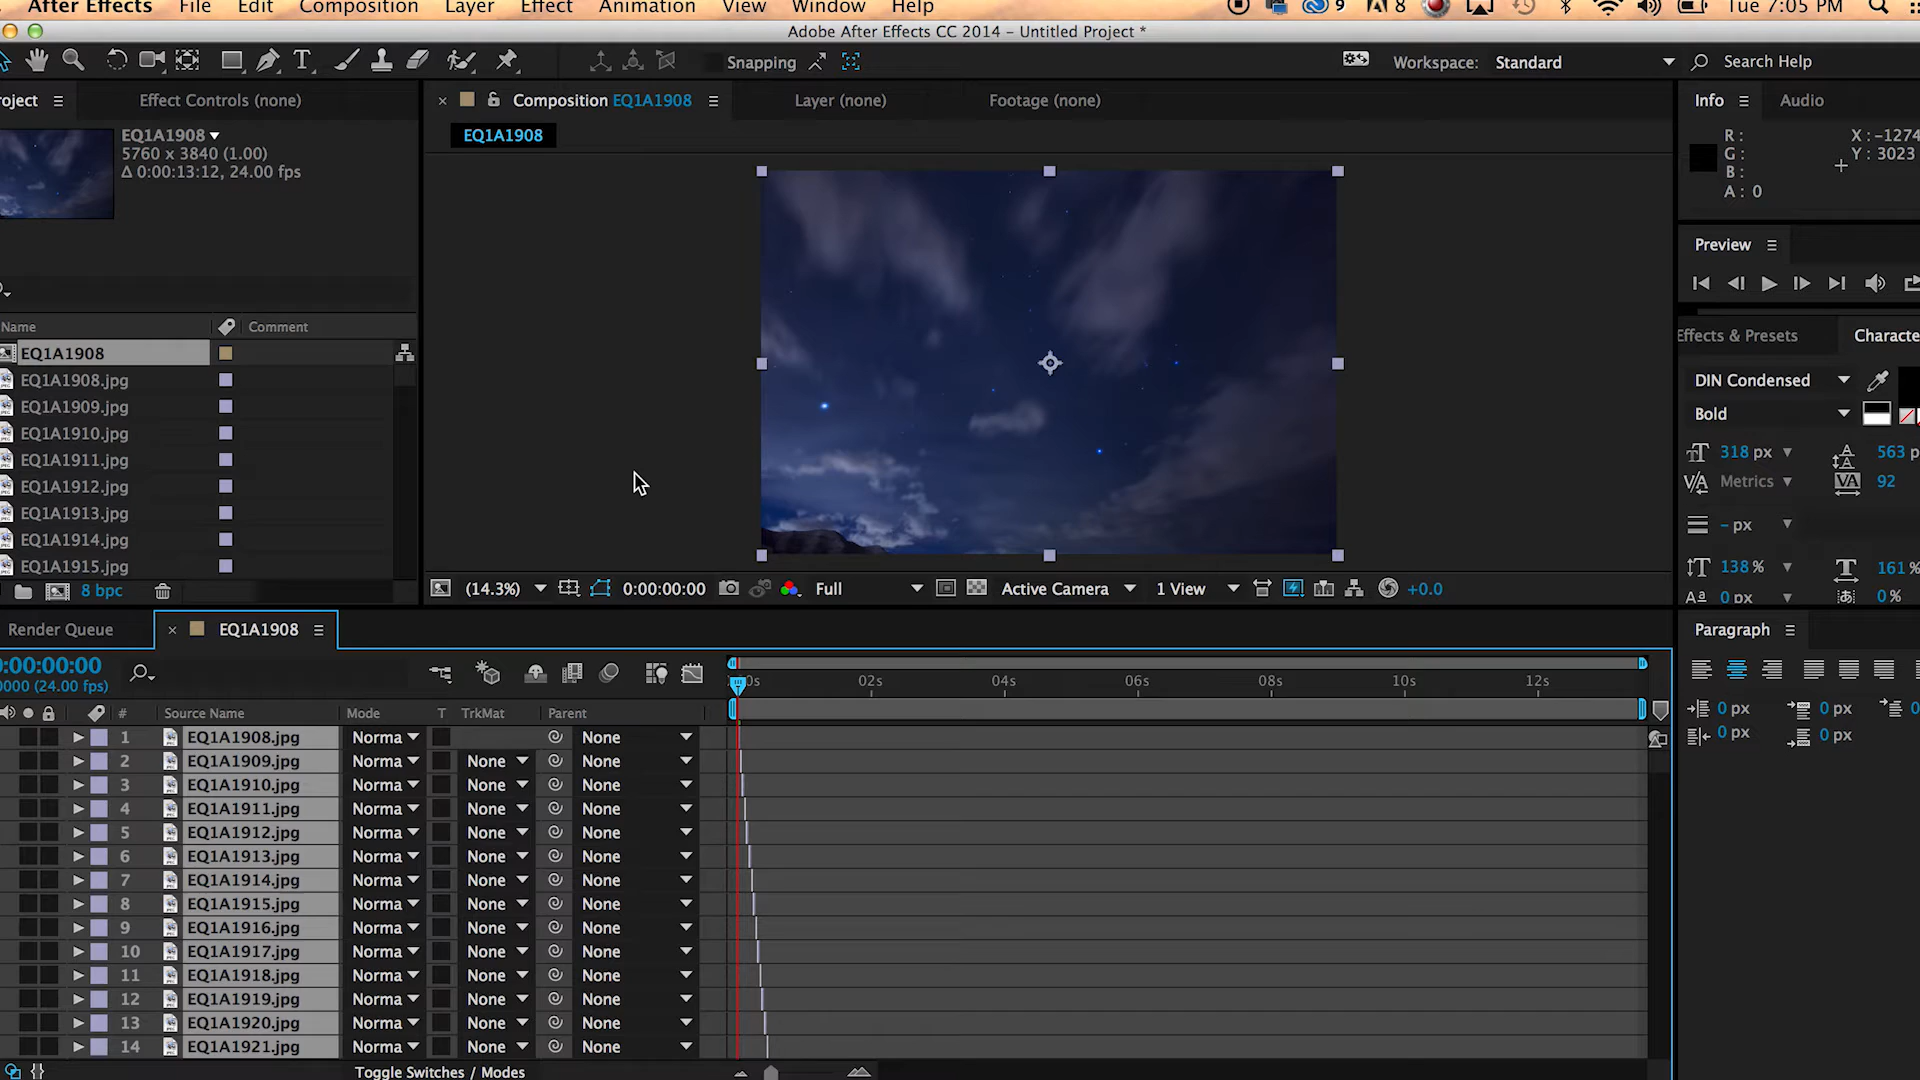 After Effects File Edit Composition Layer Effect Animation View Window Help 9 8 Tue 7:05 PM
Adobe After Effects CC 2014 – Untitled Project *
T Snapping Workspace: Standard Search Help
roject Effect Controls (none) × Composition EQ1A1908 Layer (none) Footage (none) Info Audio
EQ1A1908
5760 x 3840 (1.00)
Δ 0:00:13:12, 24.00 fps
EQ1A1908
R :
G :
B :
A : 0
X : -1274
Y : 3023
Preview
Name Comment
EQ1A1908
EQ1A1908.jpg
EQ1A1909.jpg
EQ1A1910.jpg
EQ1A1911.jpg
EQ1A1912.jpg
EQ1A1913.jpg
EQ1A1914.jpg
EQ1A1915.jpg
8 bpc
(14.3%) 0:00:00:00 Full Active Camera 1 View +0.0
Effects & Presets Characte
DIN Condensed
Bold
318 px 563 p
Metrics 92
- px
138 % 161 %
0 px 0 %
Render Queue × EQ1A1908
Paragraph
0 px 0 px 0
0 px 0 px
0:00:00:00
0000 (24.00 fps)
0s 02s 04s 06s 08s 10s 12s
# Source Name Mode T TrkMat Parent
1 EQ1A1908.jpg Norma None
2 EQ1A1909.jpg Norma None None
3 EQ1A1910.jpg Norma None None
4 EQ1A1911.jpg Norma None None
5 EQ1A1912.jpg Norma None None
6 EQ1A1913.jpg Norma None None
7 EQ1A1914.jpg Norma None None
8 EQ1A1915.jpg Norma None None
9 EQ1A1916.jpg Norma None None
10 EQ1A1917.jpg Norma None None
11 EQ1A1918.jpg Norma None None
12 EQ1A1919.jpg Norma None None
13 EQ1A1920.jpg Norma None None
14 EQ1A1921.jpg Norma None None
Toggle Switches / Modes